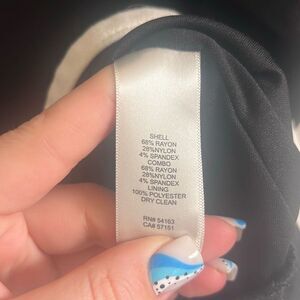 SHELL
68% RAYON
28%NYLON
4% SPANDEX
COMBO
68% RAYON
28%NYLON
4% SPANDEX
LINING
100% POLYESTER
DRY CLEAN
RN# 54163
CA# 57151